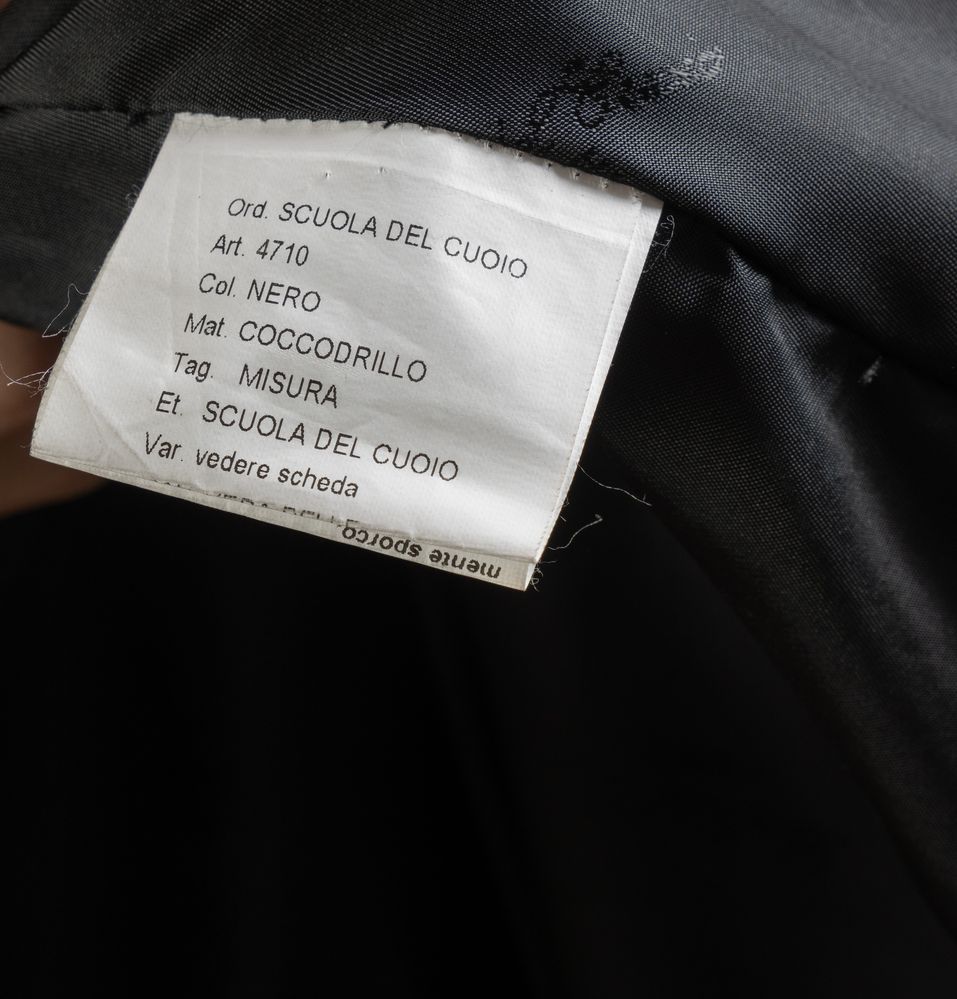 Ord. SCUOLA DEL CUOIO
Art. 4710
Col. NERO
Mat. COCCODRILLO
Tag. MISURA
Et. SCUOLA DEL CUOIO
Var. vedere scheda
mente sporco